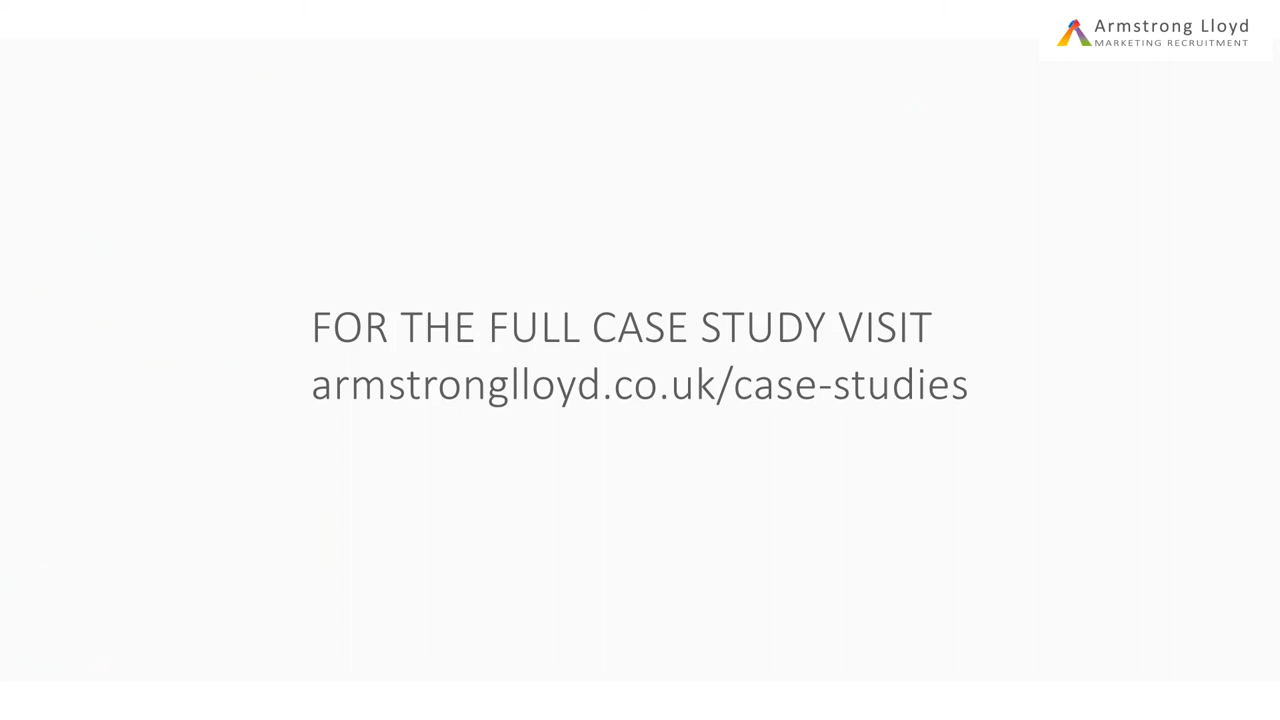 Armstrong Lloyd
MARKETING RECRUITMENT
FOR THE FULL CASE STUDY VISIT
armstronglloyd.co.uk/case-studies